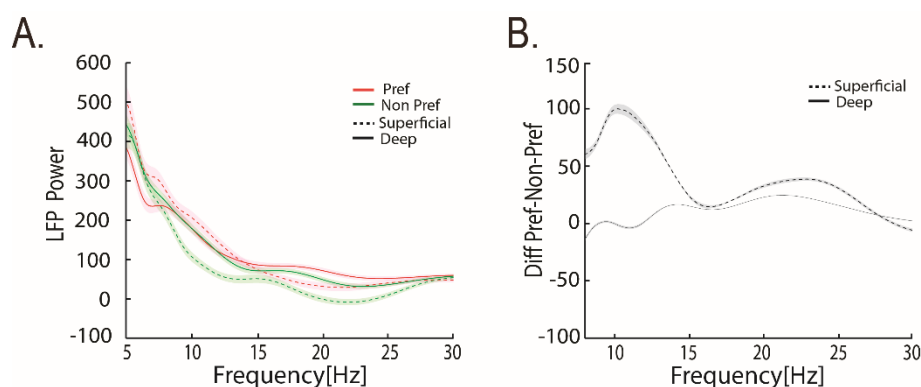 A.
600
500
400
300
200
100
0
-100
LFP Power
5
10
15
20
25
30
Frequency[Hz]
Pref
Non Pref
Superficial
Deep
B.
150
100
50
0
-50
-100
Diff Pref-Non-Pref
10
15
20
25
30
Frequency[Hz]
Superficial
Deep